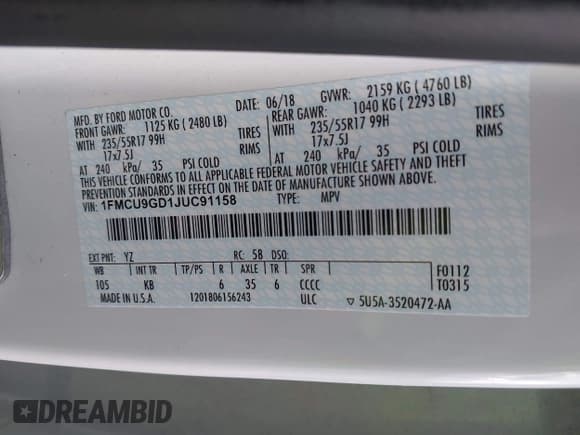 MFD. BY FORD MOTOR CO.
DATE: 06/18 GVWR: 2159 KG ( 4760 LB)
FRONT GAWR: 1125 KG ( 2480 LB) REAR GAWR: 1040 KG ( 2293 LB)
WITH 235/55R17 99H TIRES WITH 235/55R17 99H TIRES
17x7.5J RIMS 17x7.5J RIMS
AT 240 kPa/ 35 PSI COLD AT 240 kPa/ 35 PSI COLD
THIS VEHICLE CONFORMS TO ALL APPLICABLE FEDERAL MOTOR VEHICLE SAFETY AND THEFT
PREVENTION STANDARDS IN EFFECT ON THE DATE OF MANUFACTURE SHOWN ABOVE.
VIN: 1FMCU9GD1JUC91158 TYPE: MPV
EXT PNT: YZ RC: 58 DSO:
WB INT TR TP/PS R AXLE TR SPR F0112
105 KB 6 35 6 CCCC T0315
MADE IN U.S.A. 1201806156243 ULC ▽ 5U5A-3520472-AA
DREAMBID